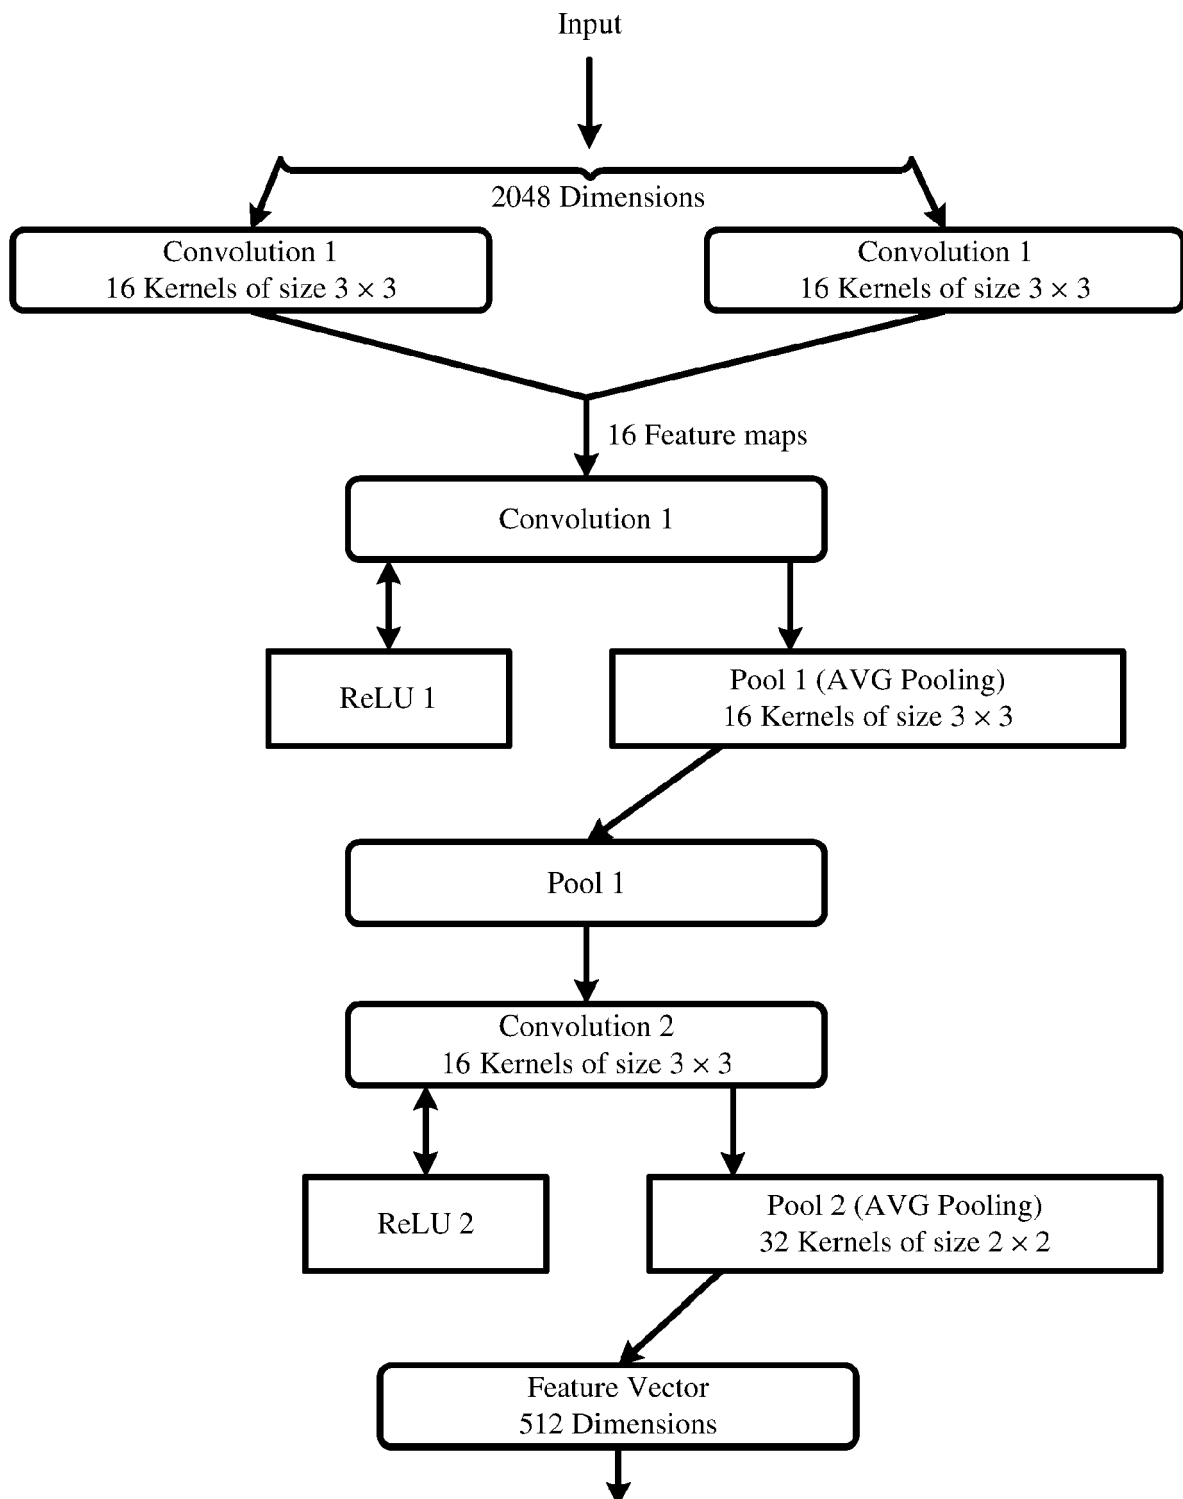 Input
2048 Dimensions
Convolution 1
16 Kernels of size 3 × 3
Convolution 1
16 Kernels of size 3 × 3
16 Feature maps
Convolution 1
ReLU 1
Pool 1 (AVG Pooling)
16 Kernels of size 3 × 3
Pool 1
Convolution 2
16 Kernels of size 3 × 3
ReLU 2
Pool 2 (AVG Pooling)
32 Kernels of size 2 × 2
Feature Vector
512 Dimensions